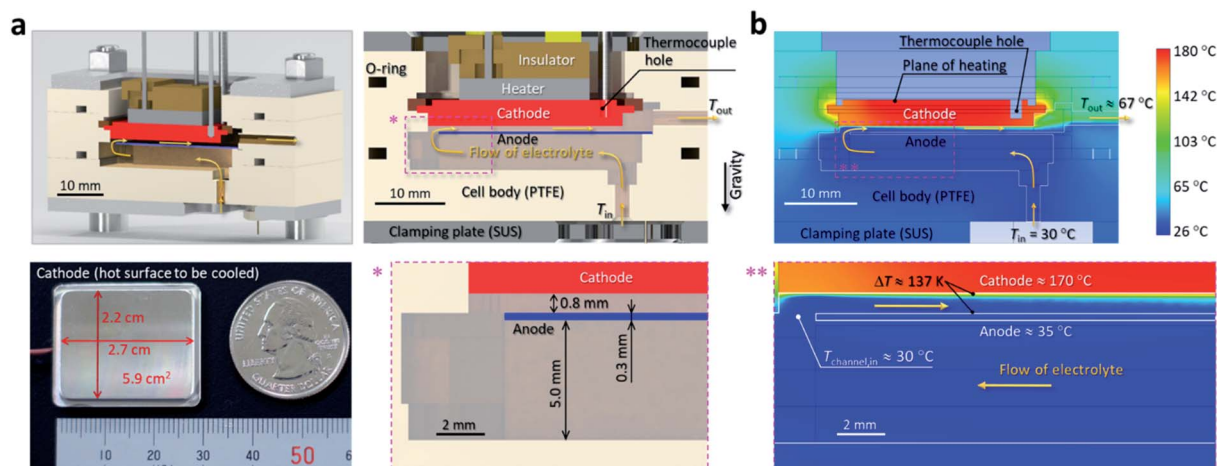 a
10 mm
O-ring
Insulator
Thermocouple
hole
Heater
Cathode
*
Anode
Flow of electrolyte
T_out
Cell body (PTFE)
Gravity
10 mm
T_in
Clamping plate (SUS)
b
Thermocouple hole
Plane of heating
Cathode
T_out ≈ 67 °C
Anode
**
Cell body (PTFE)
10 mm
Clamping plate (SUS)
T_in = 30 °C
180 °C
142 °C
103 °C
65 °C
26 °C
Cathode (hot surface to be cooled)
2.2 cm
2.7 cm
5.9 cm²
LIBERTY
QUARTER DOLLAR
50
*
Cathode
0.8 mm
Anode
5.0 mm
0.3 mm
2 mm
**
ΔT ≈ 137 K
Cathode ≈ 170 °C
Anode ≈ 35 °C
T_channel,in ≈ 30 °C
Flow of electrolyte
2 mm